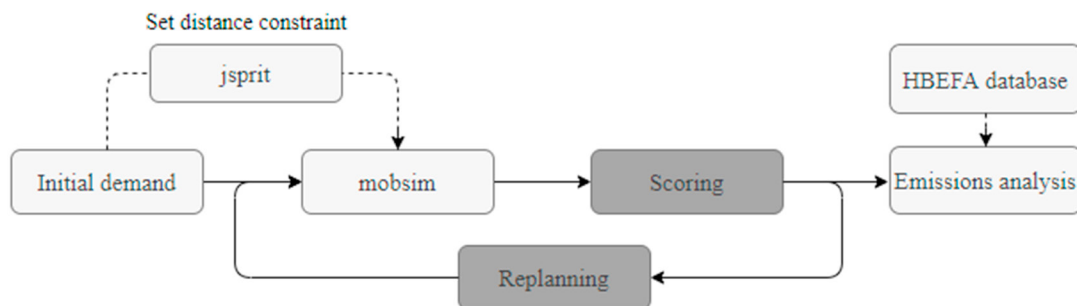 Set distance constraint
jsprit
HBEFA database
Initial demand
mobsim
Scoring
Emissions analysis
Replanning